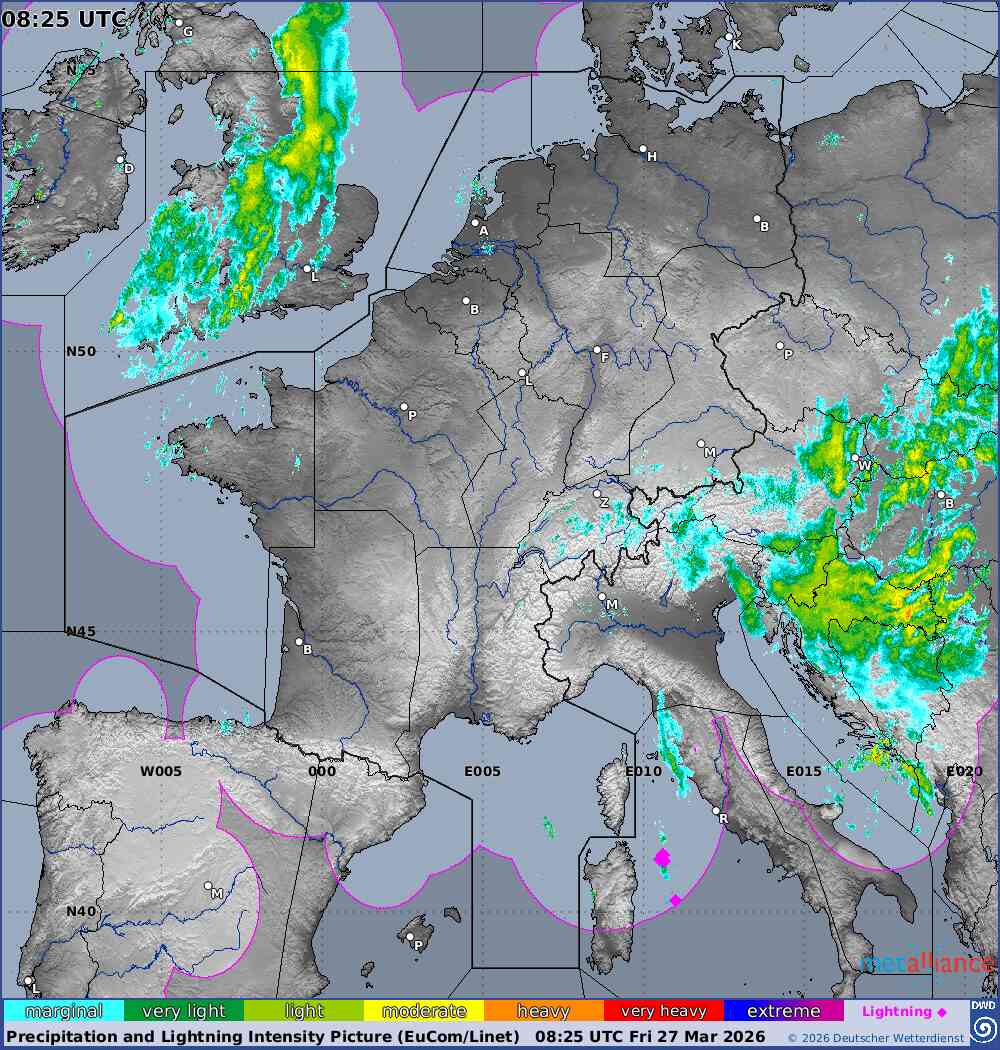 08:25 UTC
G
K
N55
D
H
A
B
L
B
N50
F
P
L
P
M
W
Z
B
M
N45
B
W005
000
E005
E010
E015
E020
R
M
N40
P
L
metalliance
marginal very light light moderate heavy very heavy extreme Lightning ◆
DWD
Precipitation and Lightning Intensity Picture (EuCom/Linet) 08:25 UTC Fri 27 Mar 2026 © 2026 Deutscher Wetterdienst